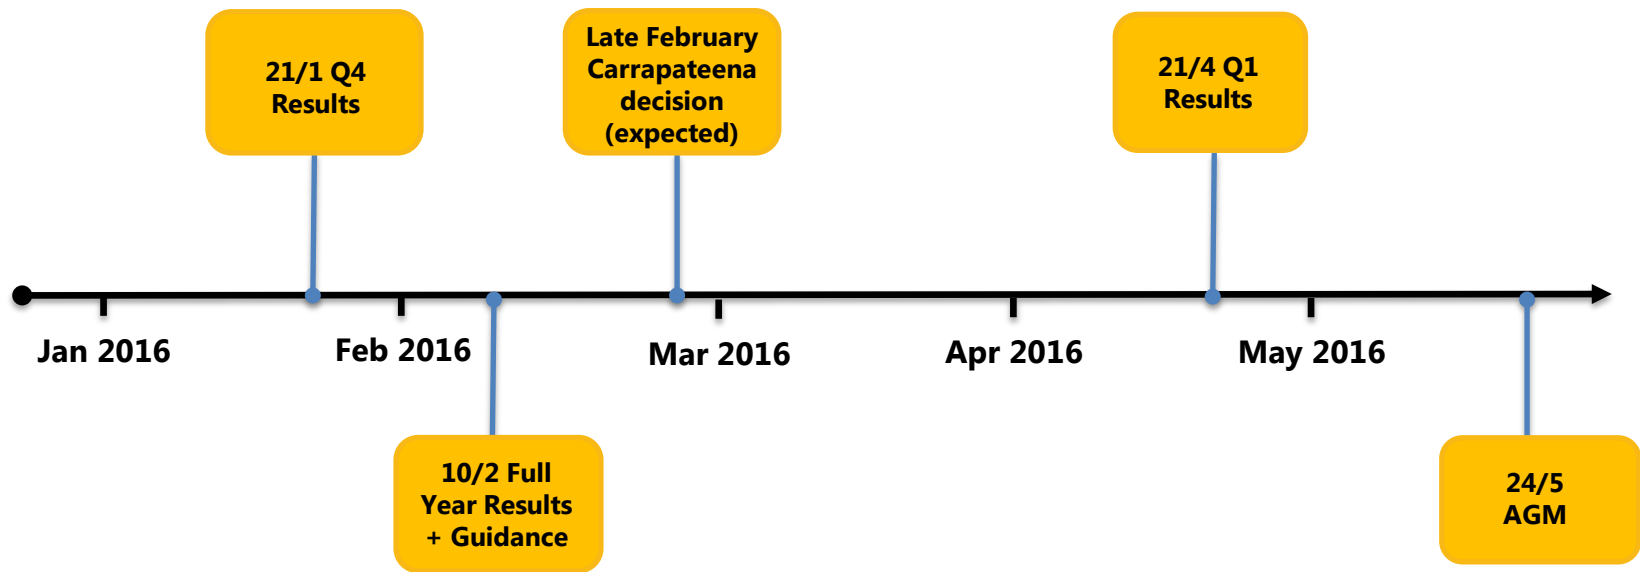 21/1 Q4
Results
Late February
Carrapateena
decision
(expected)
21/4 Q1
Results
Jan 2016
Feb 2016
Mar 2016
Apr 2016
May 2016
10/2 Full
Year Results
+ Guidance
24/5
AGM